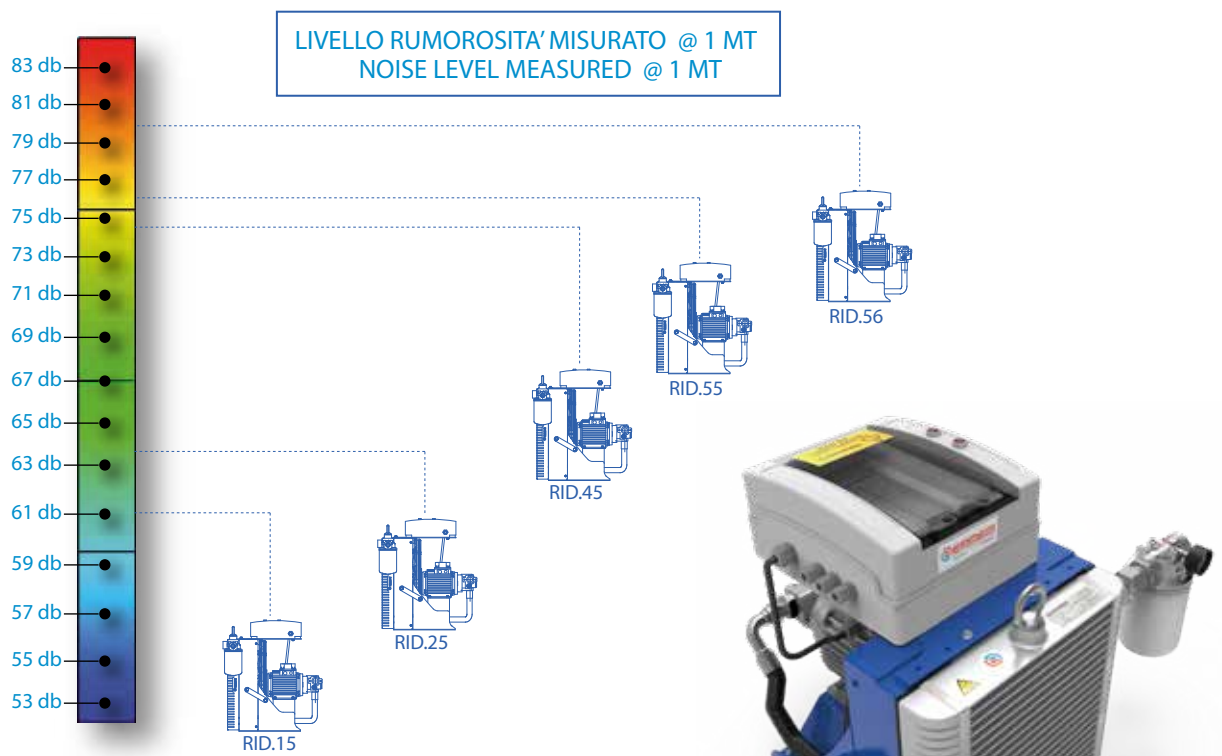 LIVELLO RUMOROSITA' MISURATO @ 1 MT
NOISE LEVEL MEASURED @ 1 MT
83 db
81 db
79 db
77 db
75 db
73 db
71 db
69 db
67 db
65 db
63 db
61 db
59 db
57 db
55 db
53 db
RID.56
RID.55
RID.45
RID.25
RID.15